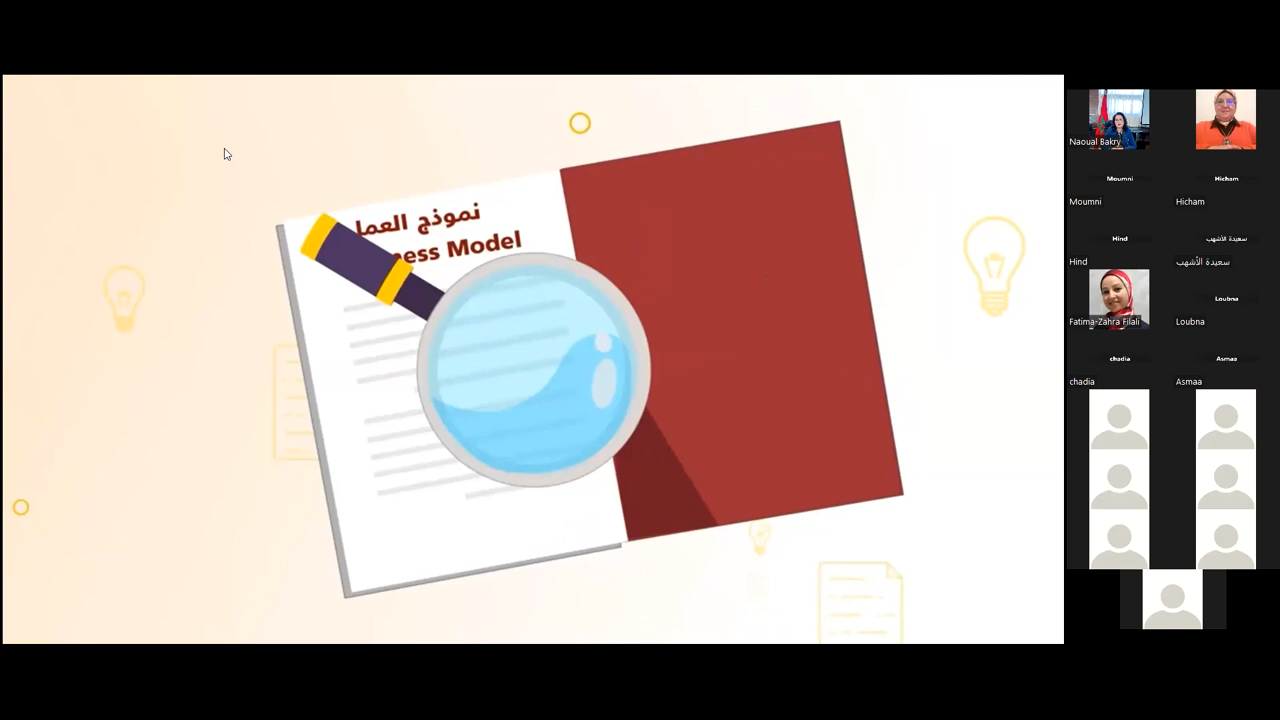 نموذج العمل
ness Model
Naoual Bakry
Moumni
Hicham
Moumni
Hicham
Hind
سعيدة الأشهب
Hind
سعيدة الأشهب
Loubna
Fatima-Zahra Filali
Loubna
chadia
Asmaa
chadia
Asmaa